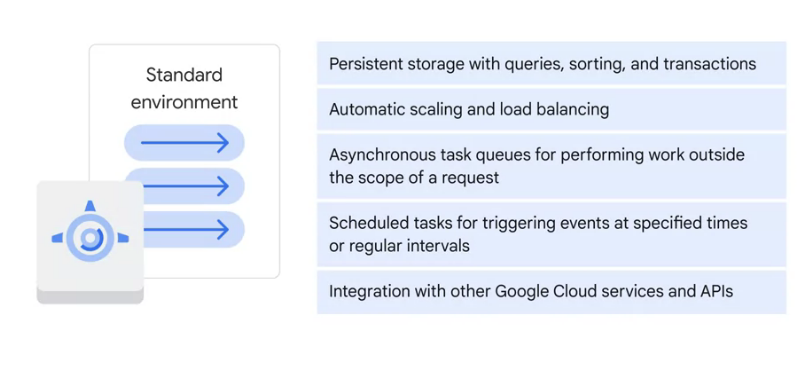 Standard
environment
Persistent storage with queries, sorting, and transactions
Automatic scaling and load balancing
Asynchronous task queues for performing work outside
the scope of a request
Scheduled tasks for triggering events at specified times
or regular intervals
Integration with other Google Cloud services and APIs